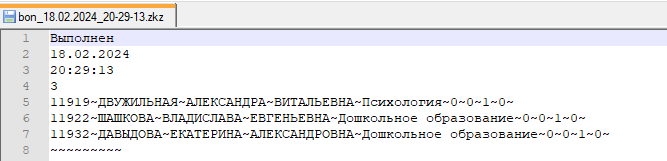 bon_18.02.2024_20-29-13.zkz
1 Выполнен
2 18.02.2024
3 20:29:13
4 3
5 11919~ДВУЖИЛЬНАЯ~АЛЕКСАНДРА~ВИТАЛЬЕВНА~Психология~0~0~1~0~
6 11922~ШАШКОВА~ВЛАДИСЛАВА~ЕВГЕНЬЕВНА~Дошкольное образование~0~0~1~0~
7 11932~ДАВЫДОВА~ЕКАТЕРИНА~АЛЕКСАНДРОВНА~Дошкольное образование~0~0~1~0~
8 ~~~~~~~~~